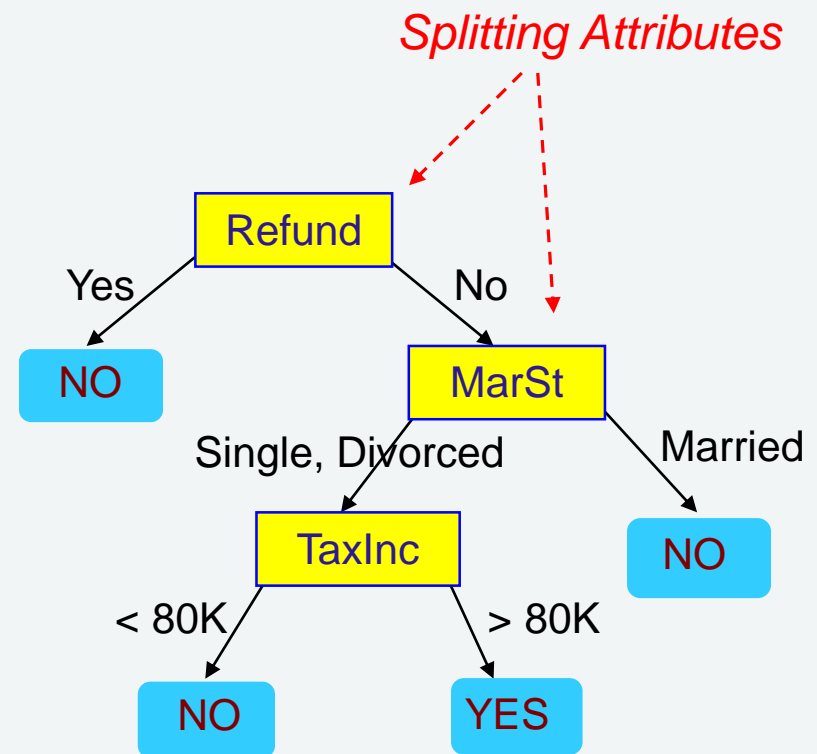 Splitting Attributes
Refund
Yes
No
NO
MarSt
Single, Divorced
Married
TaxInc
NO
< 80K
> 80K
NO
YES